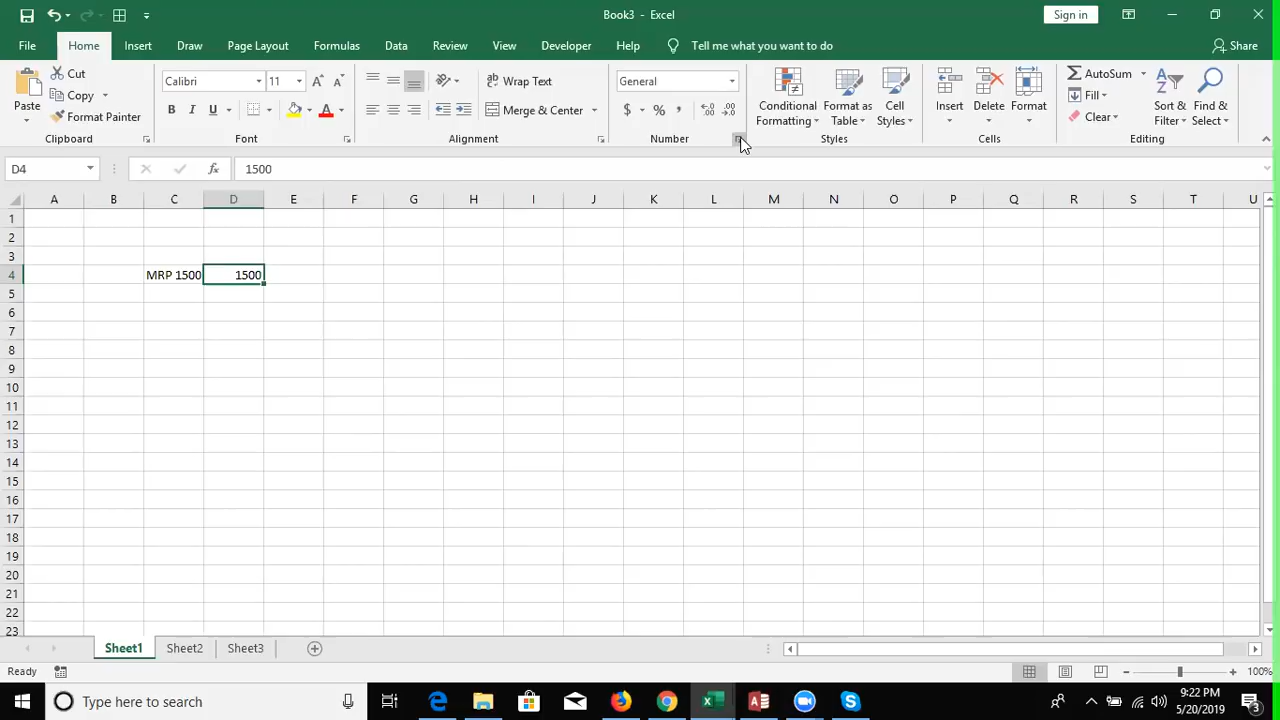 Book3 - Excel
Sign in
File Home Insert Draw Page Layout Formulas Data Review View Developer Help Tell me what you want to do Share
Paste
Cut
Copy
Format Painter
Clipboard
Calibri 11
B I U
Font
Wrap Text
Merge & Center
Alignment
General
$ % ,
Number
Conditional Formatting
Format as Table
Cell Styles
Styles
Insert
Delete
Format
Cells
AutoSum
Fill
Clear
Sort & Filter
Find & Select
Editing
D4 fx 1500
A B C D E F G H I J K L M N O P Q R S T U
1
2
3
4 MRP 1500 1500
5
6
7
8
9
10
11
12
13
14
15
16
17
18
19
20
21
22
23
Sheet1 Sheet2 Sheet3
Ready 100%
Type here to search
9:22 PM
5/20/2019
3